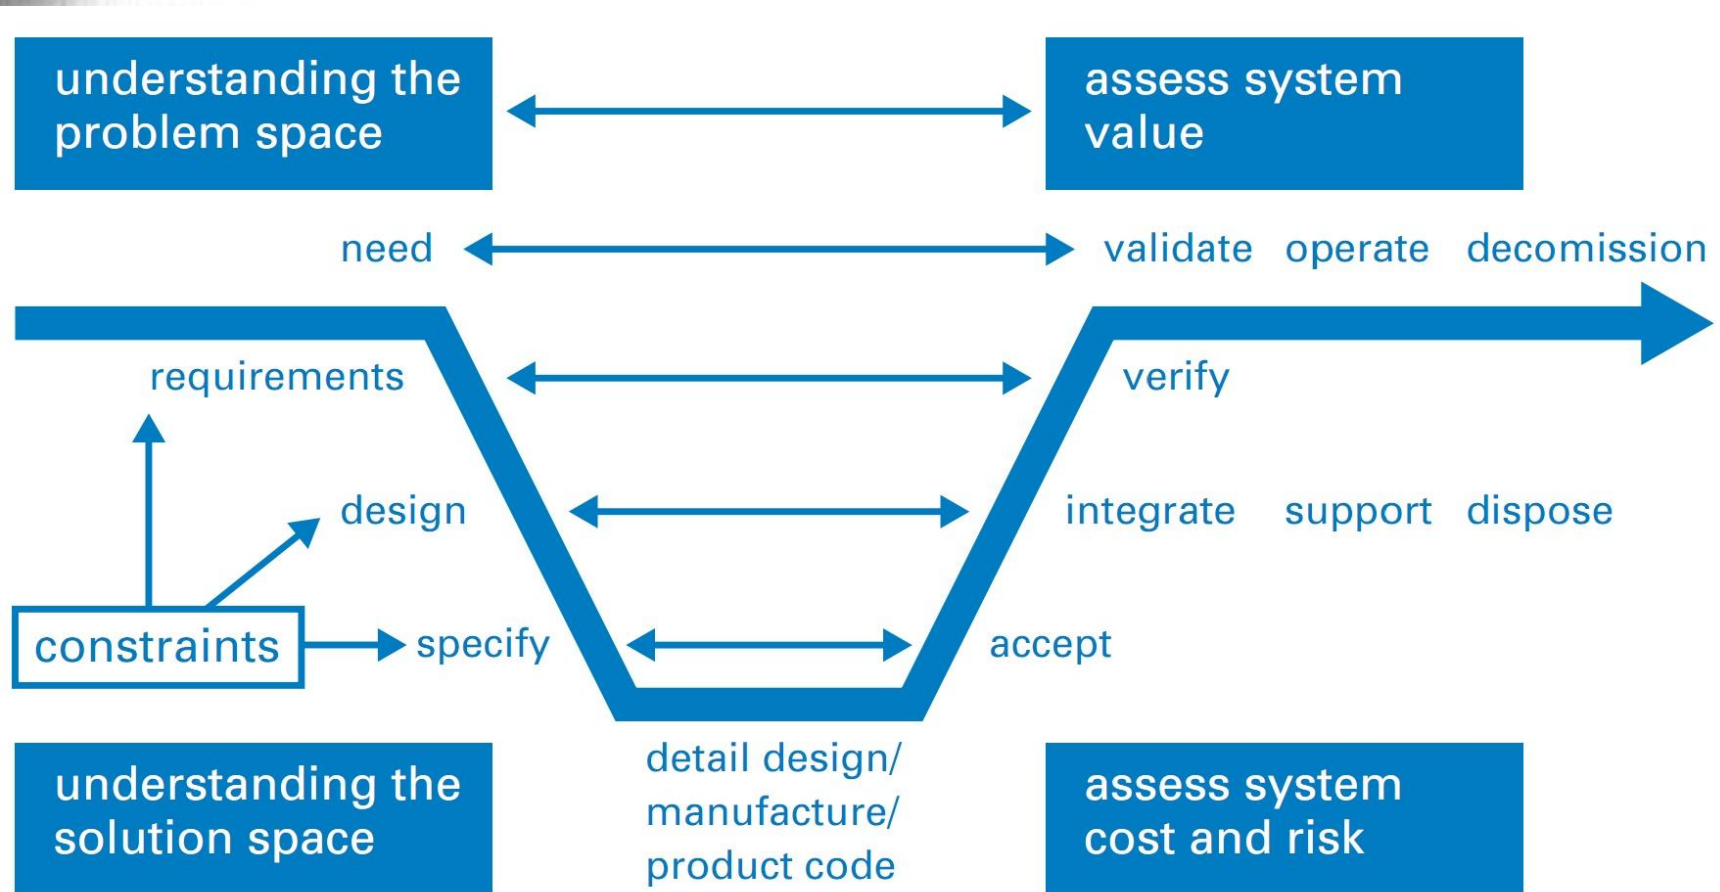 understanding the
problem space
assess system
value
need
validate operate decomission
requirements
verify
design
integrate support dispose
constraints
specify
accept
understanding the
solution space
detail design/
manufacture/
product code
assess system
cost and risk